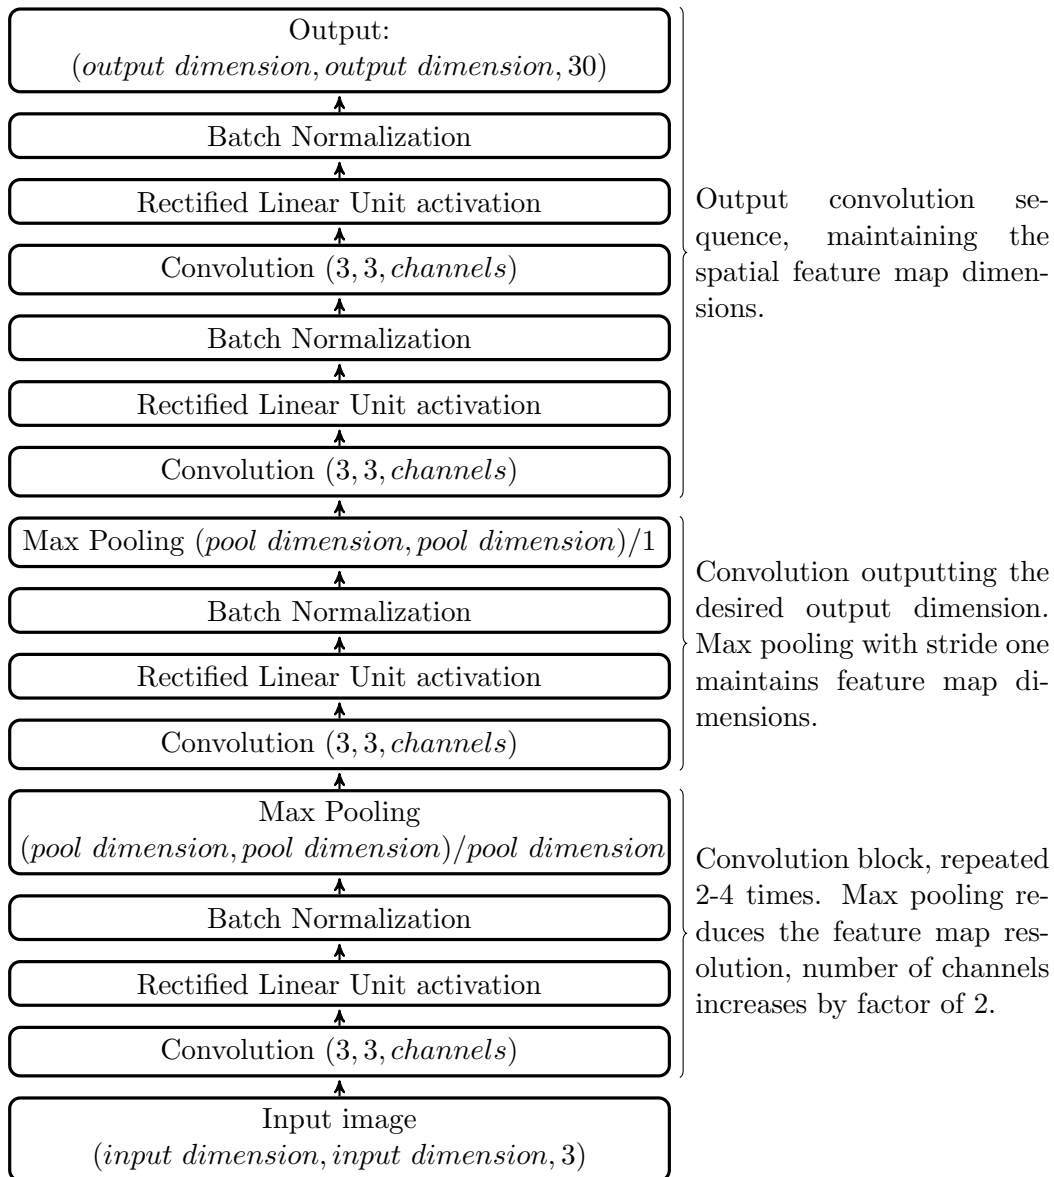 Output:
(output dimension, output dimension, 30)
Batch Normalization
Rectified Linear Unit activation
Convolution (3, 3, channels)
Batch Normalization
Rectified Linear Unit activation
Convolution (3, 3, channels)
Output convolution se-
quence, maintaining the
spatial feature map dimen-
sions.
Max Pooling (pool dimension, pool dimension)/1
Batch Normalization
Rectified Linear Unit activation
Convolution (3, 3, channels)
Convolution outputting the
desired output dimension.
Max pooling with stride one
maintains feature map di-
mensions.
Max Pooling
(pool dimension, pool dimension)/pool dimension
Batch Normalization
Rectified Linear Unit activation
Convolution (3, 3, channels)
Convolution block, repeated
2-4 times. Max pooling re-
duces the feature map res-
olution, number of channels
increases by factor of 2.
Input image
(input dimension, input dimension, 3)